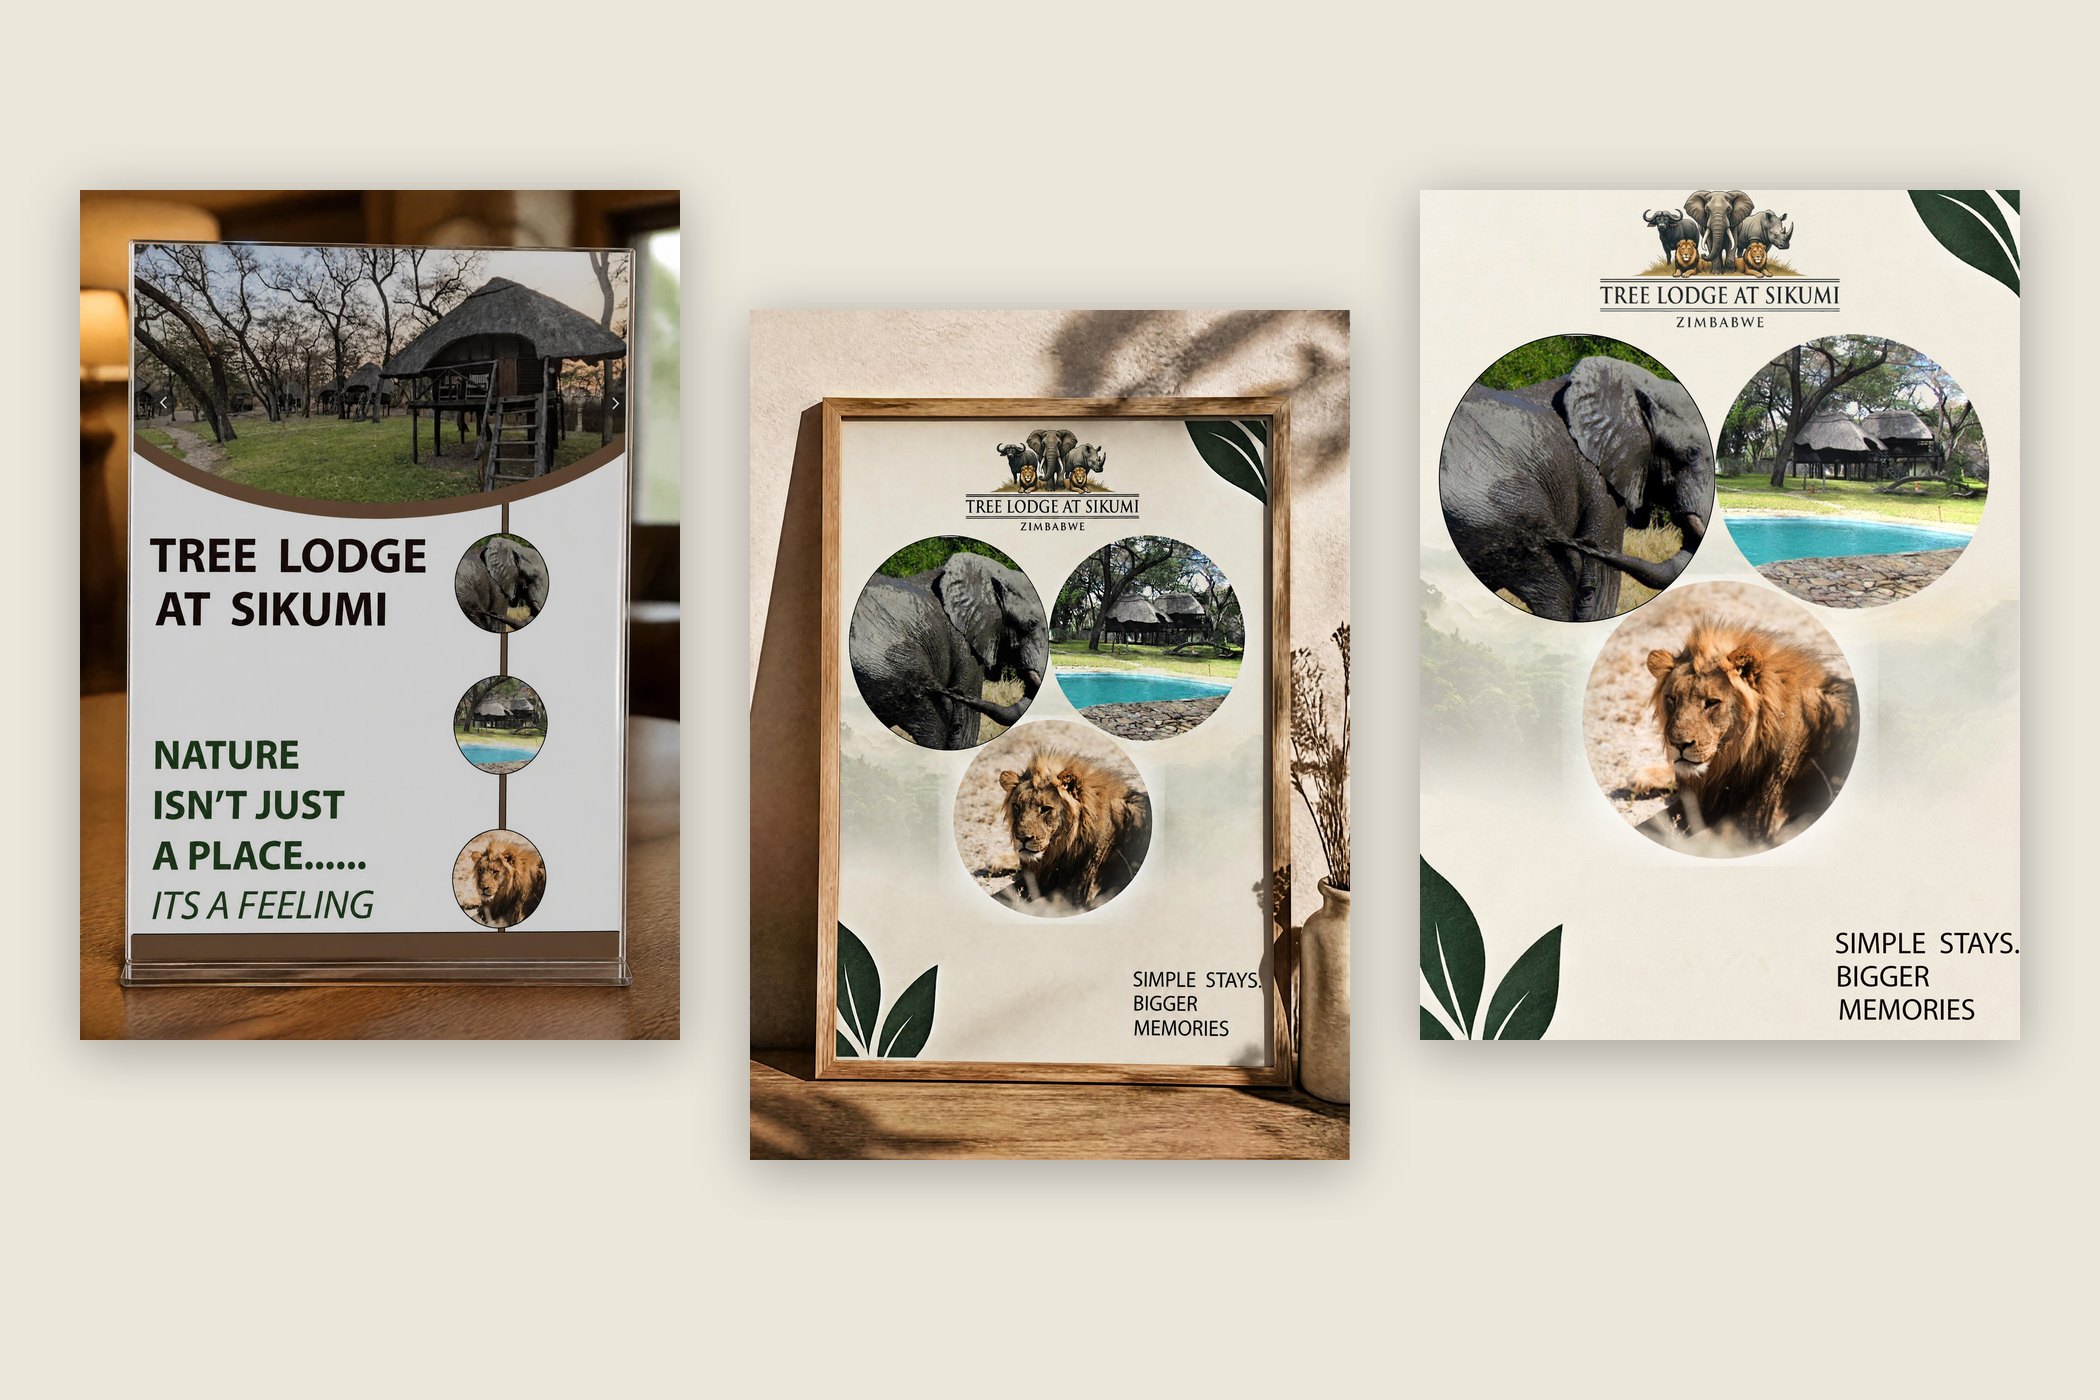 TREE LODGE
AT SIKUMI
NATURE
ISN'T JUST
A PLACE......
ITS A FEELING
TREE LODGE AT SIKUMI
ZIMBABWE
SIMPLE STAYS.
BIGGER
MEMORIES
TREE LODGE AT SIKUMI
ZIMBABWE
SIMPLE STAYS.
BIGGER
MEMORIES